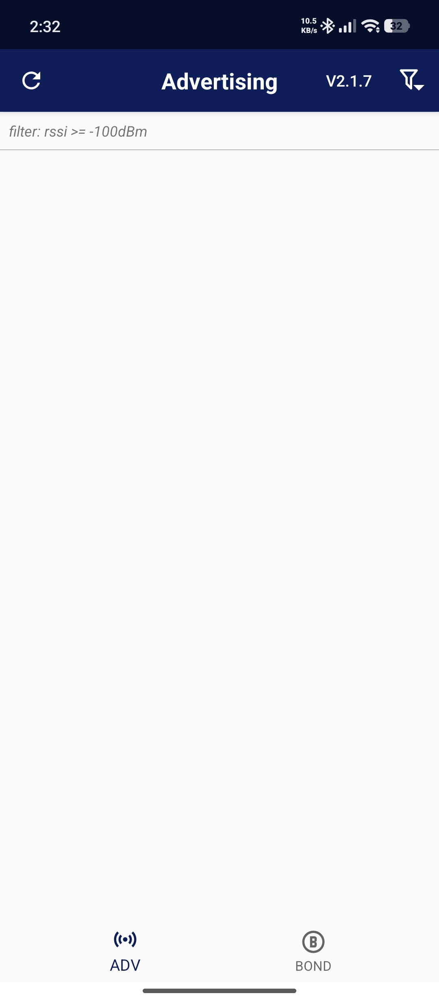 2:32
10.5
KB/s
32
Advertising
V2.1.7
filter: rssi >= -100dBm
B
ADV
BOND